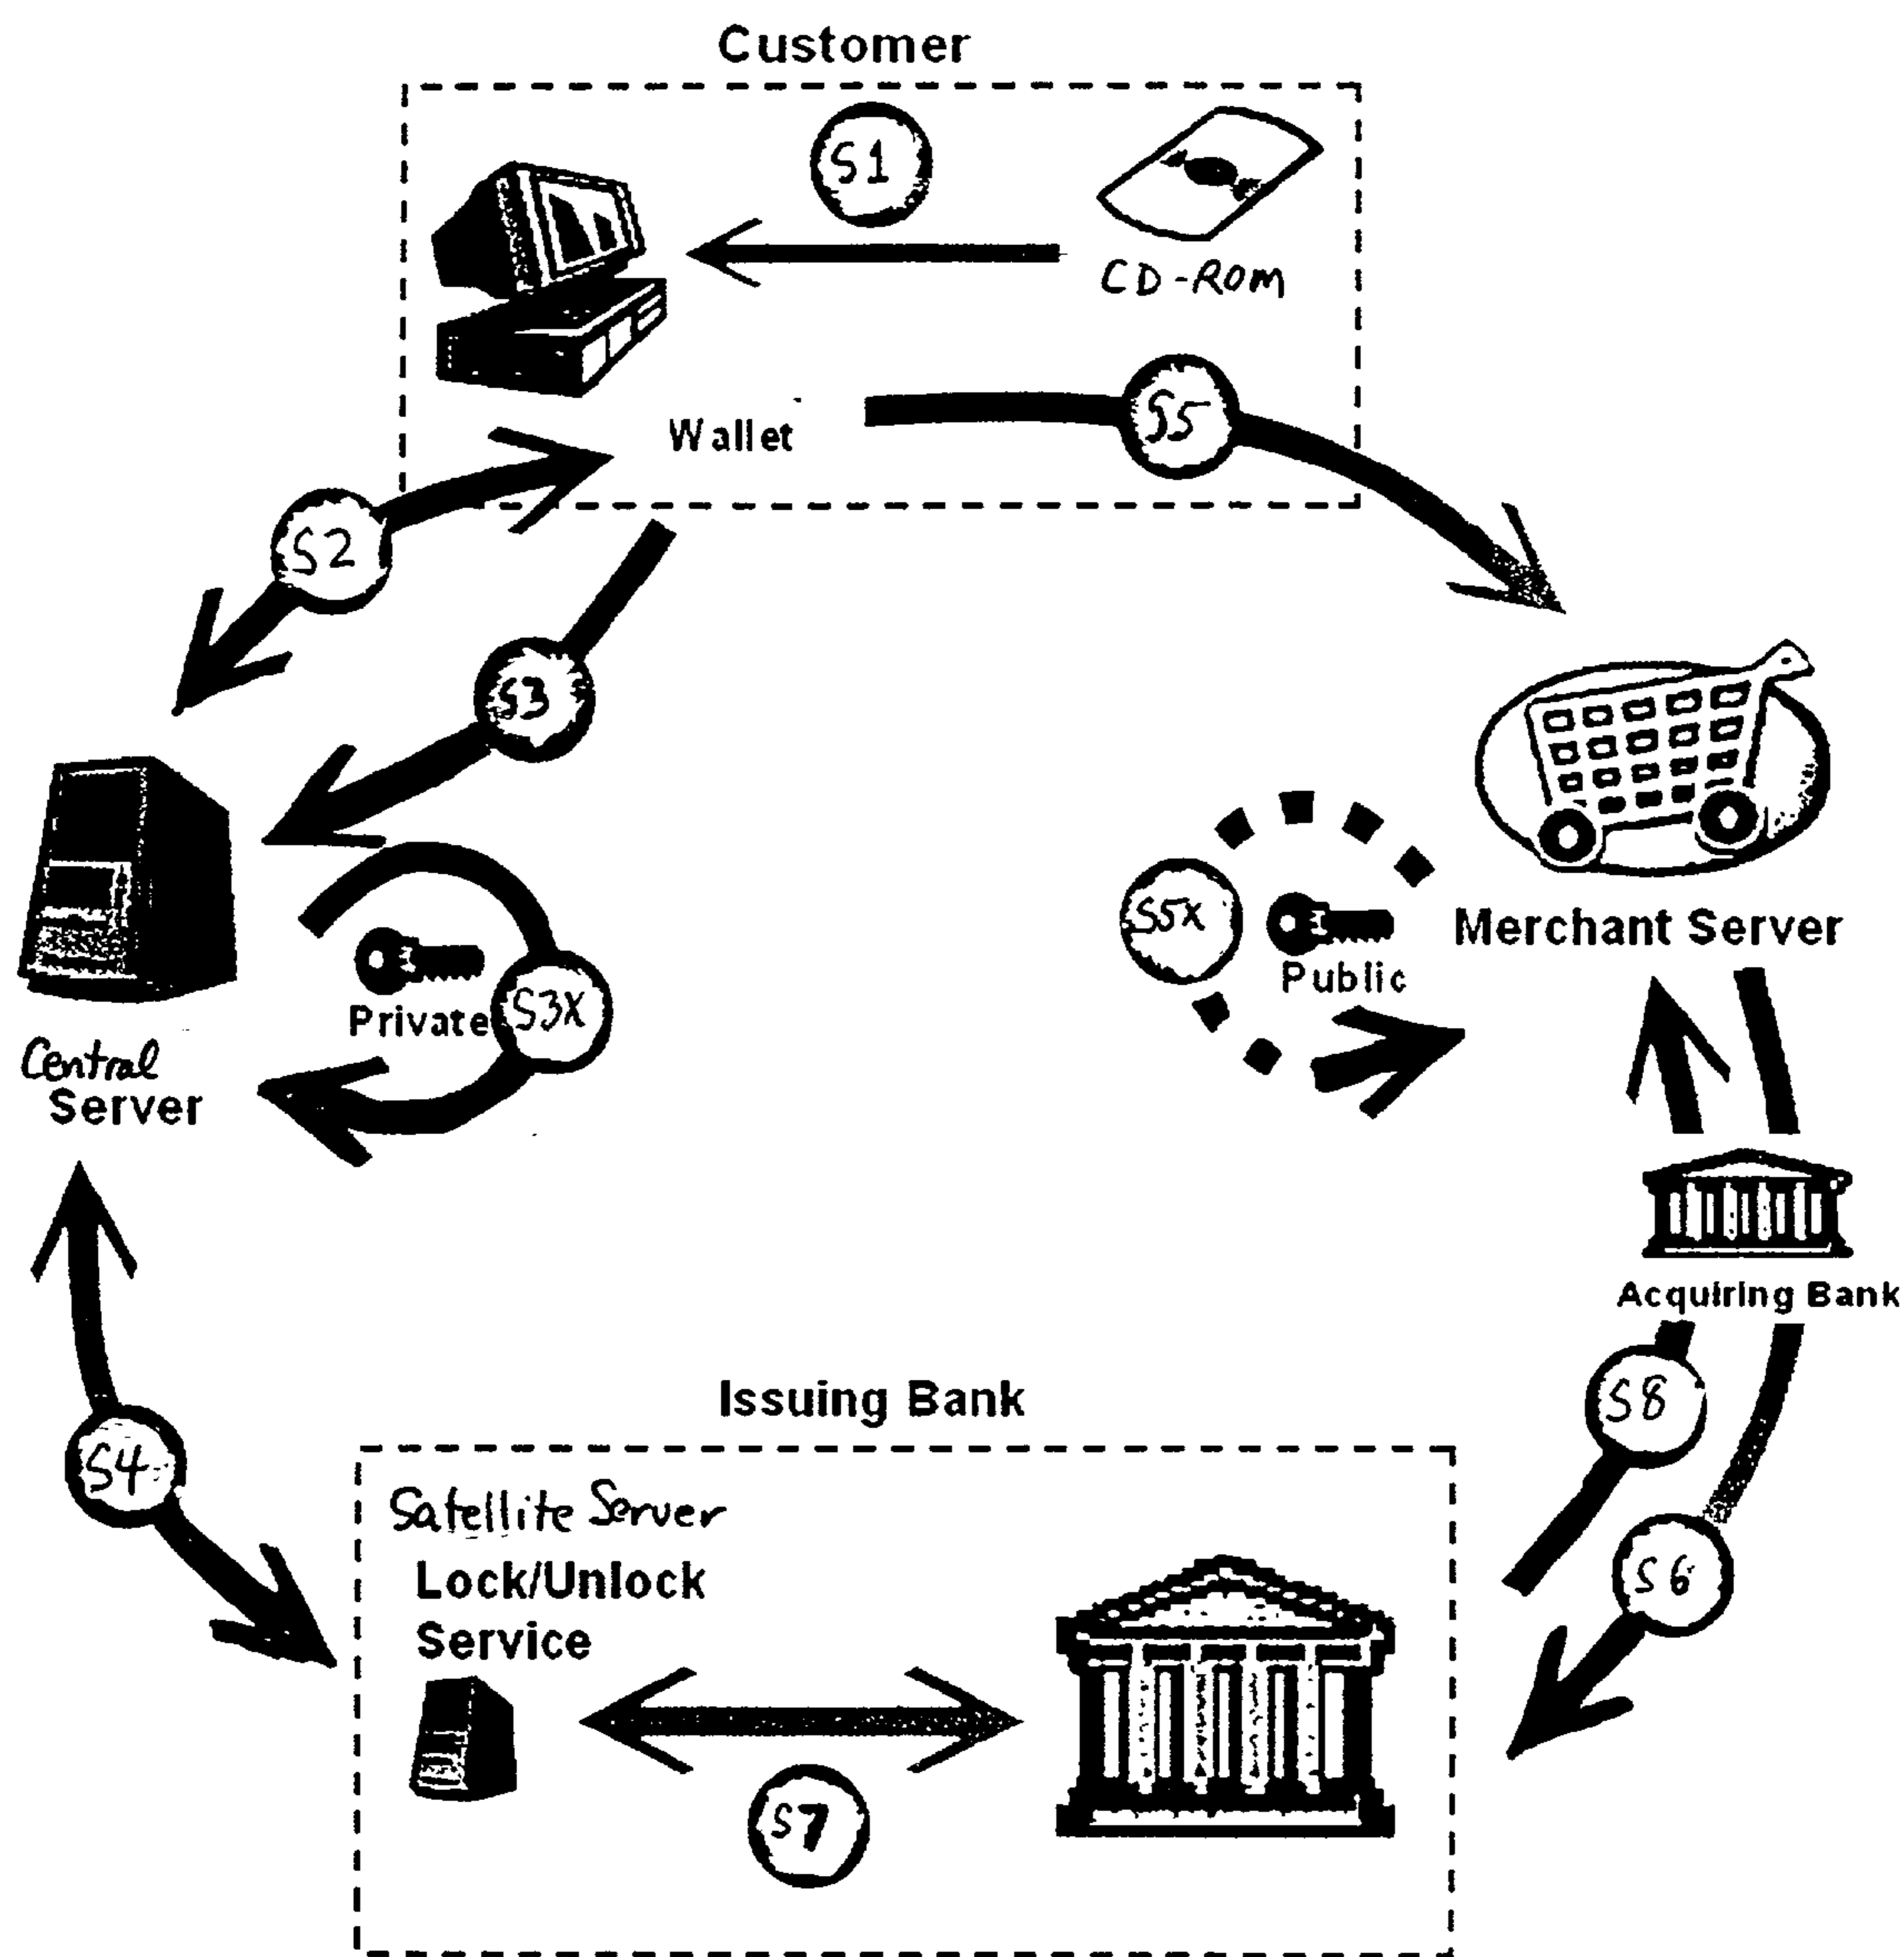 Customer
S1
CD-ROM
S5
Wallet
S2
S3
S5X
Public
Merchant Server
Private
S3X
Central
Server
Acquiring Bank
S8
Issuing Bank
S4
Satellite Server
S6
Lock/Unlock
Service
S7